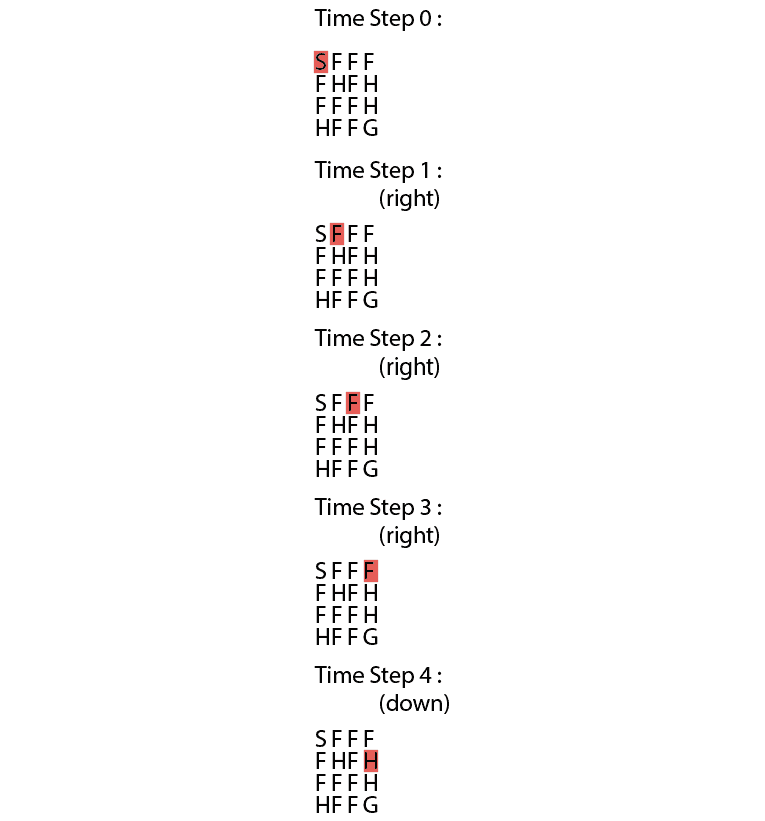 Time Step 0 :
S F F F
F H F H
F F F H
H F F G
Time Step 1 :
(right)
S F F F
F H F H
F F F H
H F F G
Time Step 2 :
(right)
S F F F
F H F H
F F F H
H F F G
Time Step 3 :
(right)
S F F F
F H F H
F F F H
H F F G
Time Step 4 :
(down)
S F F F
F H F H
F F F H
H F F G